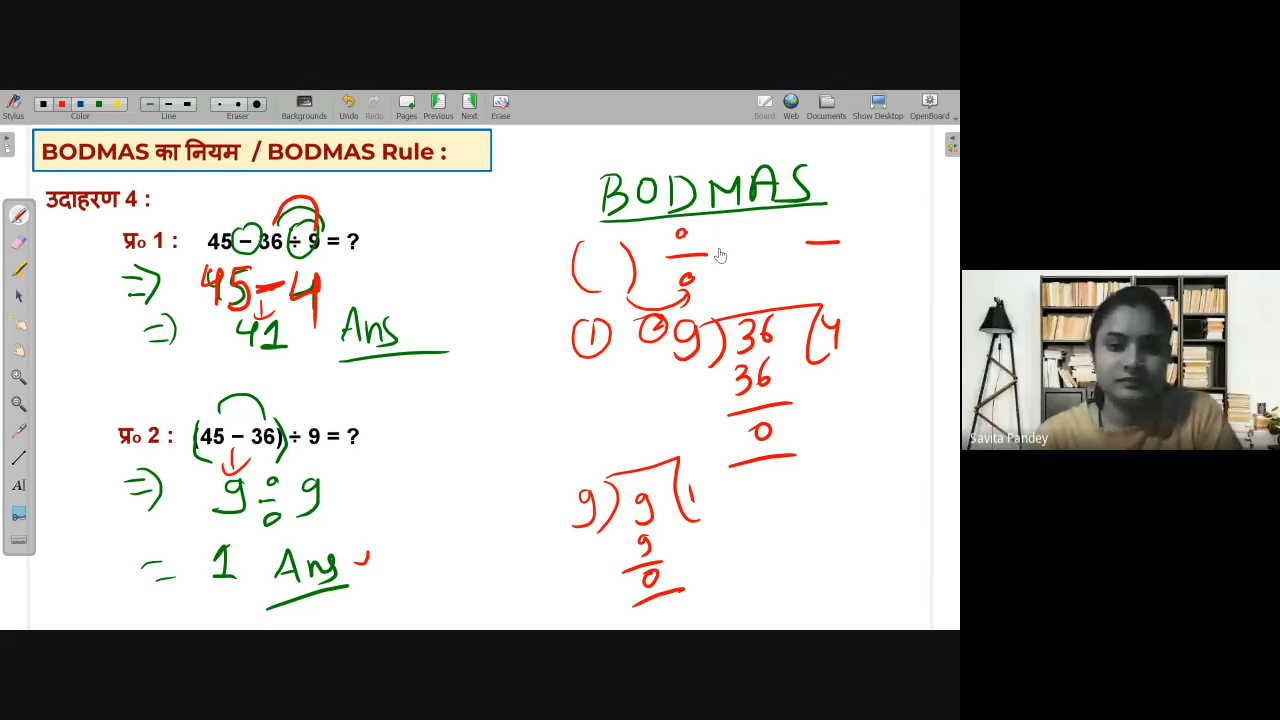 Stylus Color Line Eraser Backgrounds Undo Redo Pages Previous Next Erase Board Web Documents Show Desktop OpenBoard
BODMAS का नियम / BODMAS Rule :
उदाहरण 4 :
प्र० 1 : 45 − 36 ÷ 9 = ?
⇒ 45 − 4
⇒ 41 Ans
प्र० 2 : (45 − 36) ÷ 9 = ?
⇒ 9 ÷ 9
= 1 Ans
BODMAS
( ) ÷ −
① 9) 36 (4
36
0
9) 9 (1
9
0
Savita Pandey